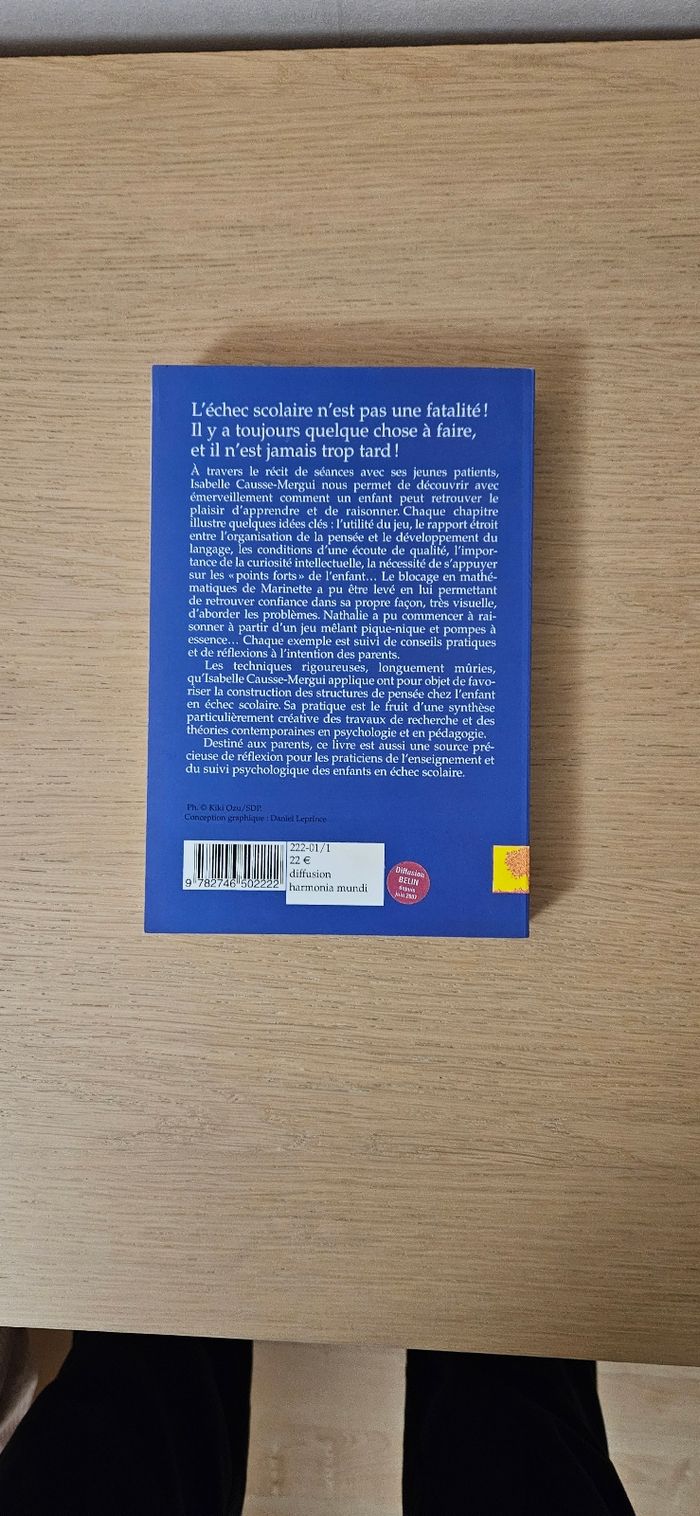 L'échec scolaire n'est pas une fatalité !
Il y a toujours quelque chose à faire,
et il n'est jamais trop tard !
À travers le récit de séances avec ses jeunes patients,
Isabelle Causse-Mergui nous permet de découvrir avec
émerveillement comment un enfant peut retrouver le
plaisir d'apprendre et de raisonner. Chaque chapitre
illustre quelques idées clés : l'utilité du jeu, le rapport étroit
entre l'organisation de la pensée et le développement du
langage, les conditions d'une écoute de qualité, l'impor-
tance de la curiosité intellectuelle, la nécessité de s'appuyer
sur les «points forts» de l'enfant... Le blocage en mathé-
matiques de Marinette a pu être levé en lui permettant
de retrouver confiance dans sa propre façon, très visuelle,
d'aborder les problèmes. Nathalie a pu commencer à rai-
sonner à partir d'un jeu mêlant pique-nique et pompes à
essence... Chaque exemple est suivi de conseils pratiques
et de réflexions à l'intention des parents.
Les techniques rigoureuses, longuement mûries,
qu'Isabelle Causse-Mergui applique ont pour objet de favo-
riser la construction des structures de pensée chez l'enfant
en échec scolaire. Sa pratique est le fruit d'une synthèse
particulièrement créative des travaux de recherche et des
théories contemporaines en psychologie et en pédagogie.
Destiné aux parents, ce livre est aussi une source pré-
cieuse de réflexion pour les praticiens de l'enseignement et
du suivi psychologique des enfants en échec scolaire.
Ph. © Kiki Ozu/SDP.
Conception graphique : Daniel Leprince
9 782746 502222
222-01/1
22 €
diffusion
harmonia mundi
Diffusion
BELIN
depuis